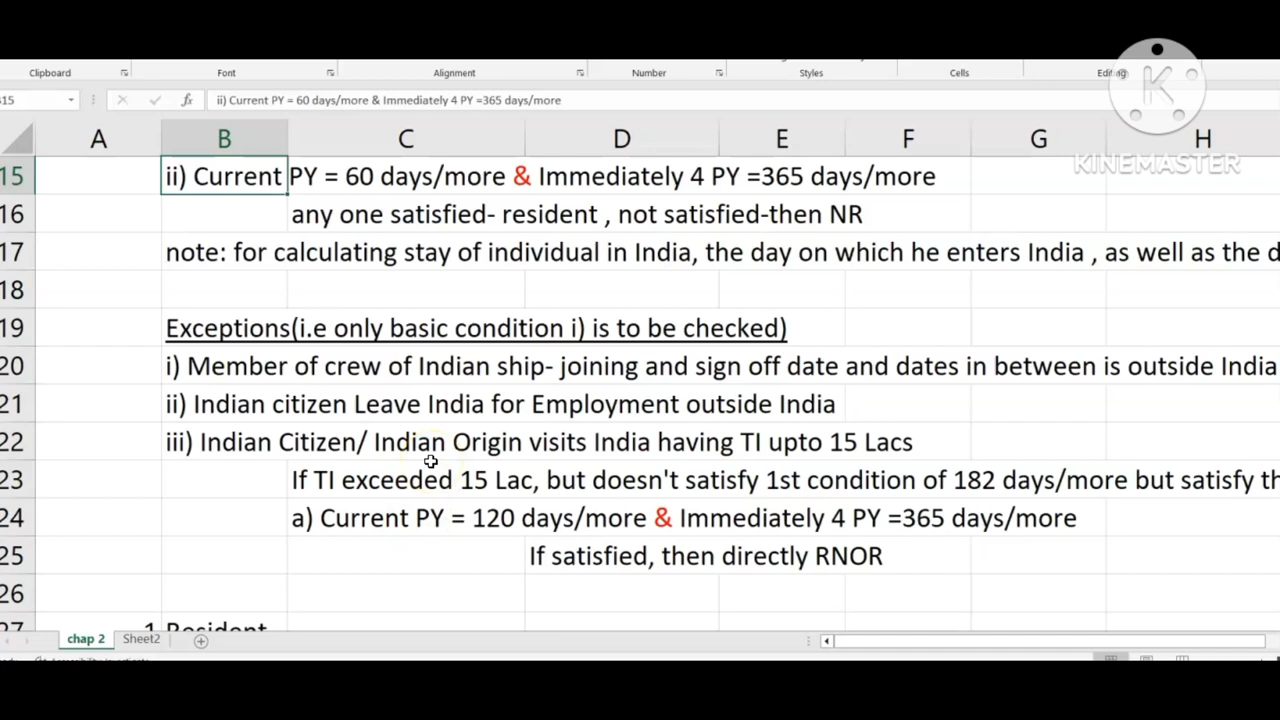 Clipboard
Font
Alignment
Number
Styles
Cells
Editing
KINEMASTER
15
fx
ii) Current PY = 60 days/more & Immediately 4 PY =365 days/more
A B C D E F G H
15 ii) Current PY = 60 days/more & Immediately 4 PY =365 days/more
16 any one satisfied- resident , not satisfied-then NR
17 note: for calculating stay of individual in India, the day on which he enters India , as well as the d
18
19 Exceptions(i.e only basic condition i) is to be checked)
20 i) Member of crew of Indian ship- joining and sign off date and dates in between is outside India
21 ii) Indian citizen Leave India for Employment outside India
22 iii) Indian Citizen/ Indian Origin visits India having TI upto 15 Lacs
23 If TI exceeded 15 Lac, but doesn't satisfy 1st condition of 182 days/more but satisfy th
24 a) Current PY = 120 days/more & Immediately 4 PY =365 days/more
25 If satisfied, then directly RNOR
26
27 1 Resident
chap 2 Sheet2